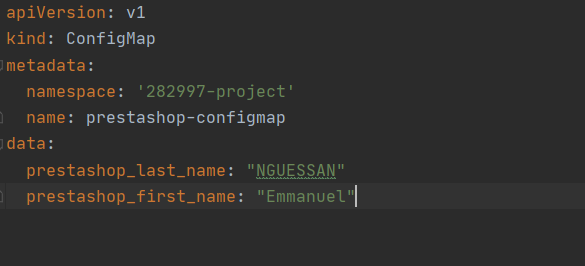 apiVersion: v1
kind: ConfigMap
metadata:
  namespace: '282997-project'
  name: prestashop-configmap
data:
  prestashop_last_name: "NGUESSAN"
  prestashop_first_name: "Emmanuel"